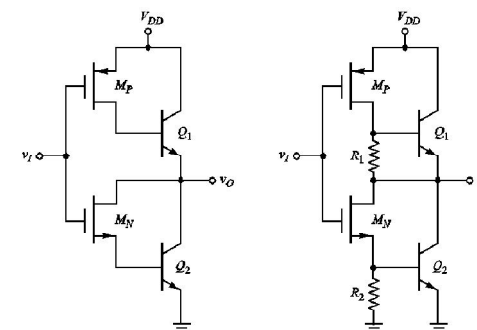 V_DD
M_P
Q_1
v_I
v_O
M_N
Q_2
V_DD
M_P
Q_1
R_1
v_I
M_N
Q_2
R_2